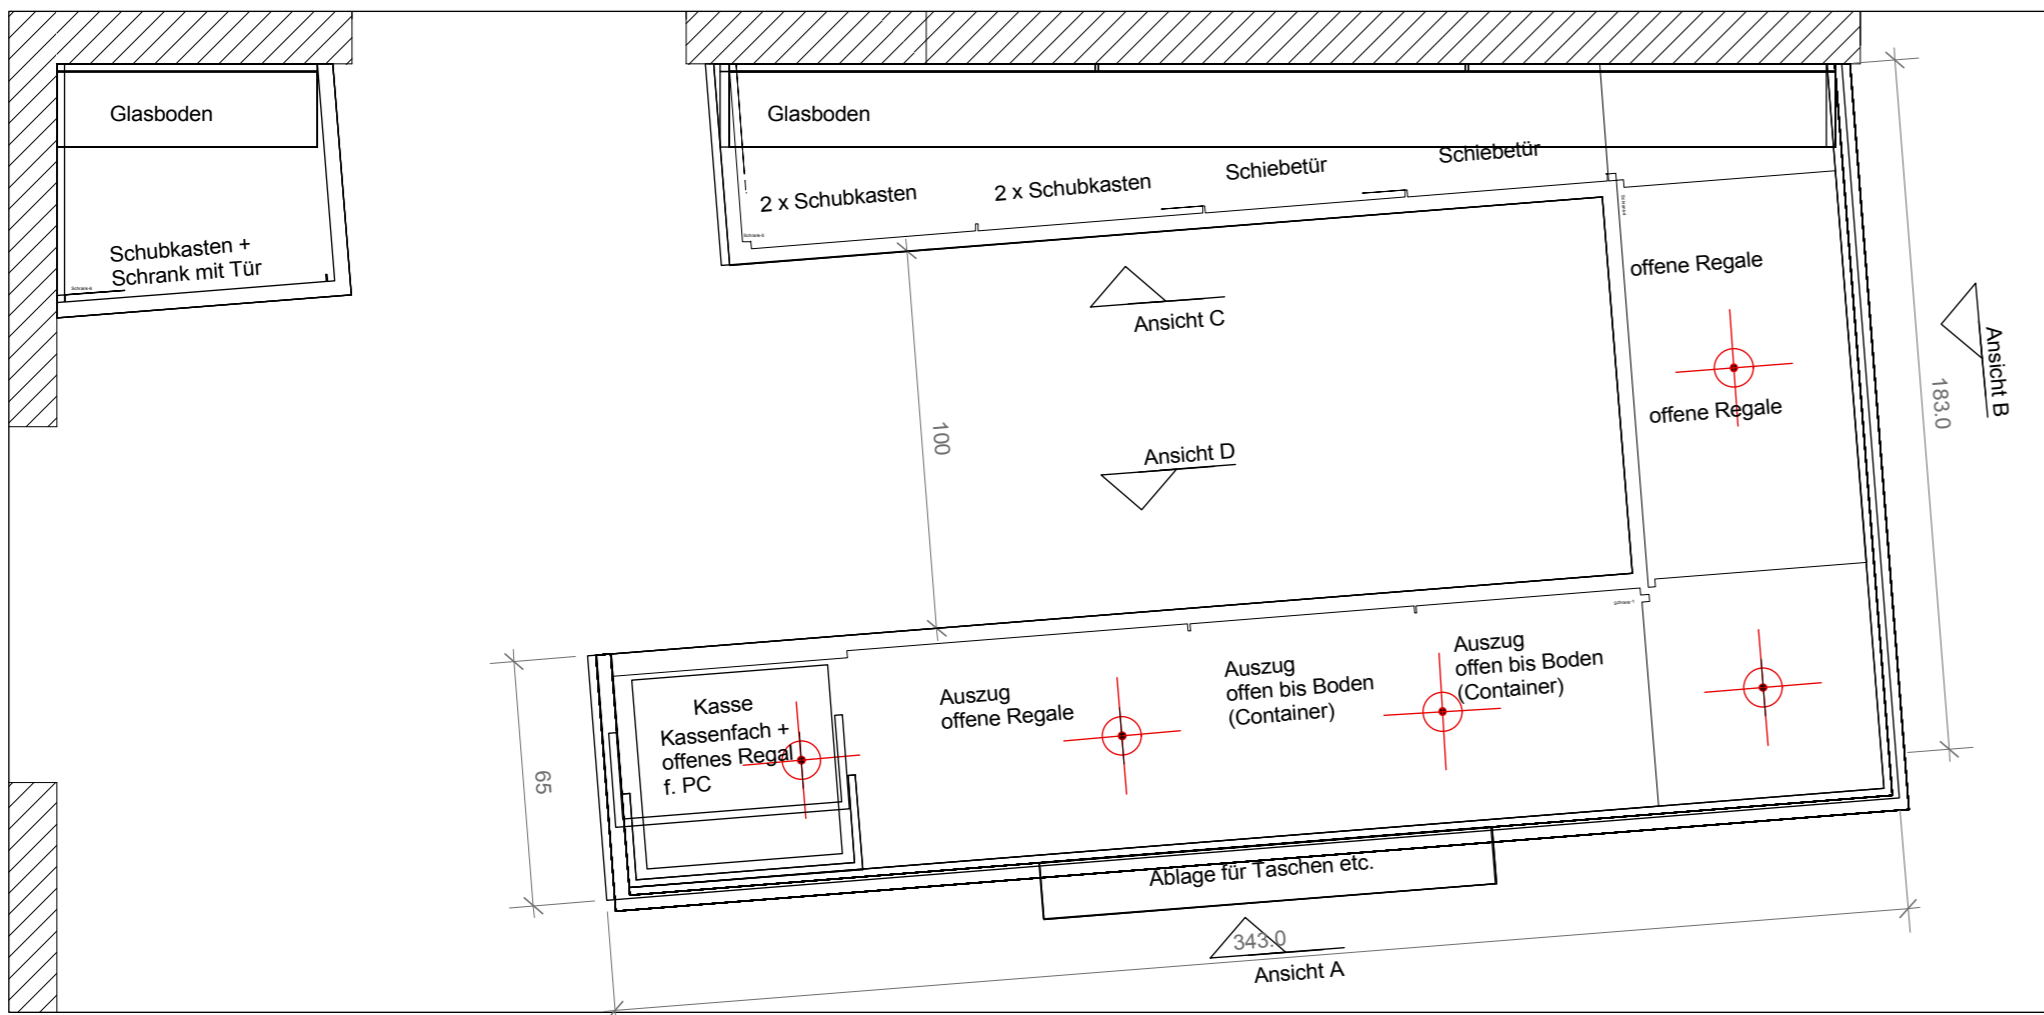 Glasboden
Glasboden
Schiebetür
Schiebetür
2 x Schubkasten
2 x Schubkasten
Schubkasten +
Schrank mit Tür
offene Regale
Ansicht C
Ansicht B
183.0
offene Regale
100
Ansicht D
Auszug
offen bis Boden
(Container)
Auszug
offen bis Boden
(Container)
Auszug
offene Regale
Kasse
Kassenfach +
offenes Regal
f. PC
65
Ablage für Taschen etc.
343.0
Ansicht A